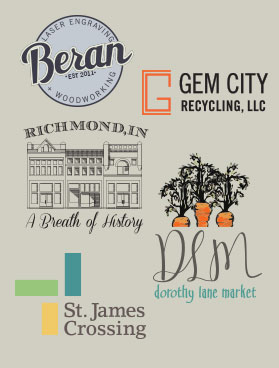 LASER ENGRAVING
Beran
EST 2011
+ WOODWORKING +
GEM CITY
RECYCLING, LLC
RICHMOND, IN
A Breath of History
DLM
dorothy lane market
St. James
Crossing